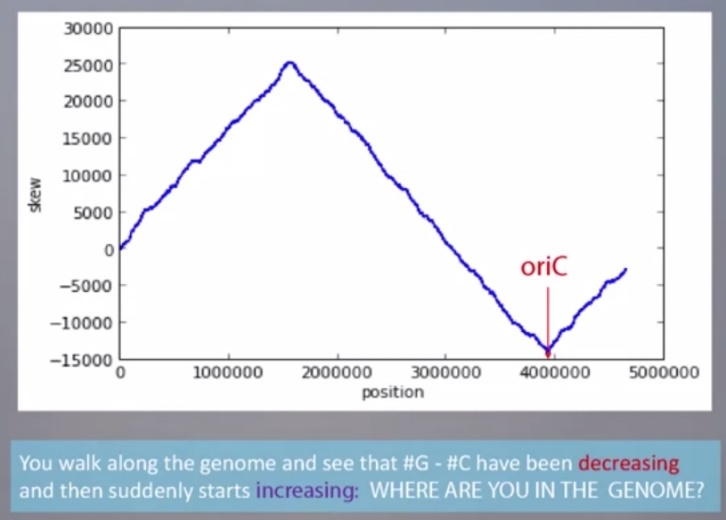 30000
25000
20000
15000
10000
5000
0
−5000
−10000
−15000
skew
oriC
0 1000000 2000000 3000000 4000000 5000000
position
You walk along the genome and see that #G - #C have been decreasing
and then suddenly starts increasing: WHERE ARE YOU IN THE GENOME?